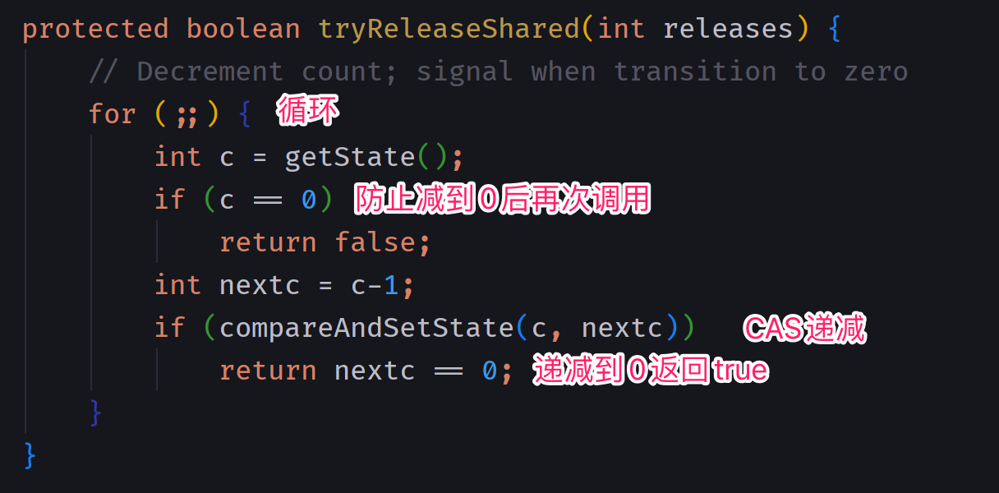 protected boolean tryReleaseShared(int releases) {
    // Decrement count; signal when transition to zero
    for (;;) { 循环
        int c = getState();
        if (c == 0) 防止减到0后再次调用
            return false;
        int nextc = c-1;
        if (compareAndSetState(c, nextc)) CAS递减
            return nextc == 0; 递减到0返回true
    }
}